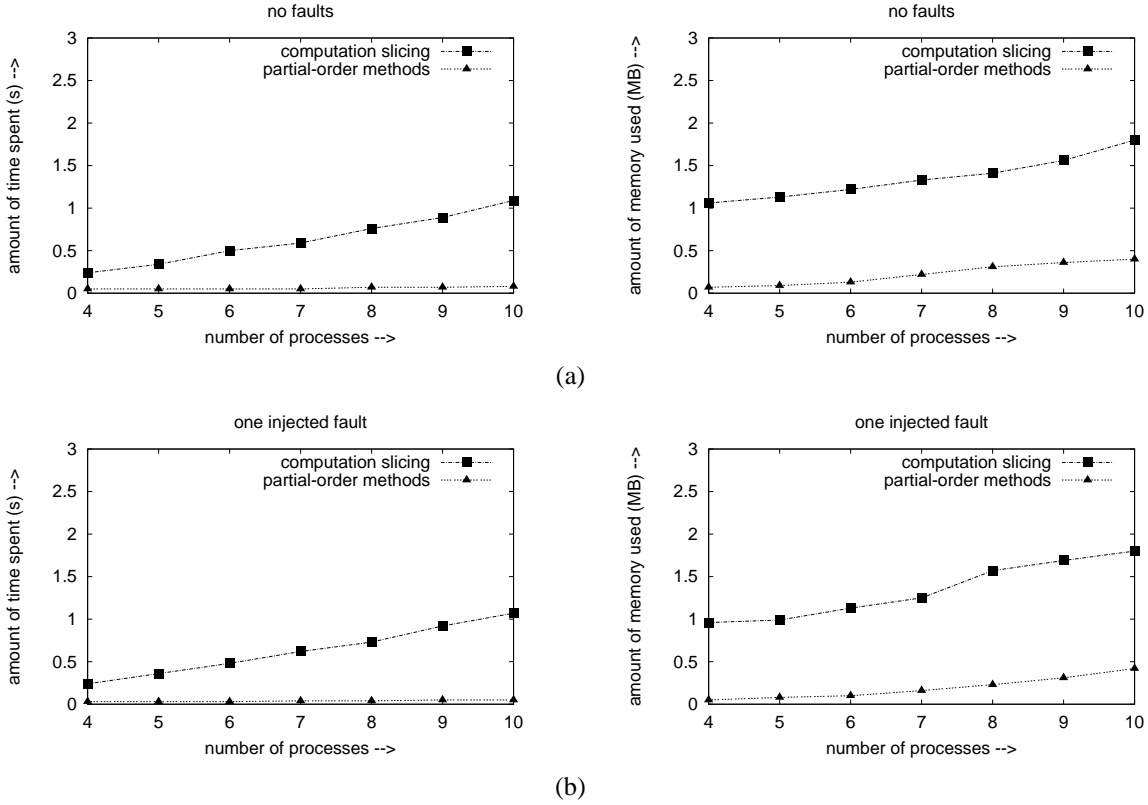 no faults
amount of time spent (s) -->
3
2.5
2
1.5
1
0.5
0
computation slicing
partial-order methods
4 5 6 7 8 9 10
number of processes -->
no faults
amount of memory used (MB) -->
3
2.5
2
1.5
1
0.5
0
computation slicing
partial-order methods
4 5 6 7 8 9 10
number of processes -->
(a)
one injected fault
amount of time spent (s) -->
3
2.5
2
1.5
1
0.5
0
computation slicing
partial-order methods
4 5 6 7 8 9 10
number of processes -->
one injected fault
amount of memory used (MB) -->
3
2.5
2
1.5
1
0.5
0
computation slicing
partial-order methods
4 5 6 7 8 9 10
number of processes -->
(b)